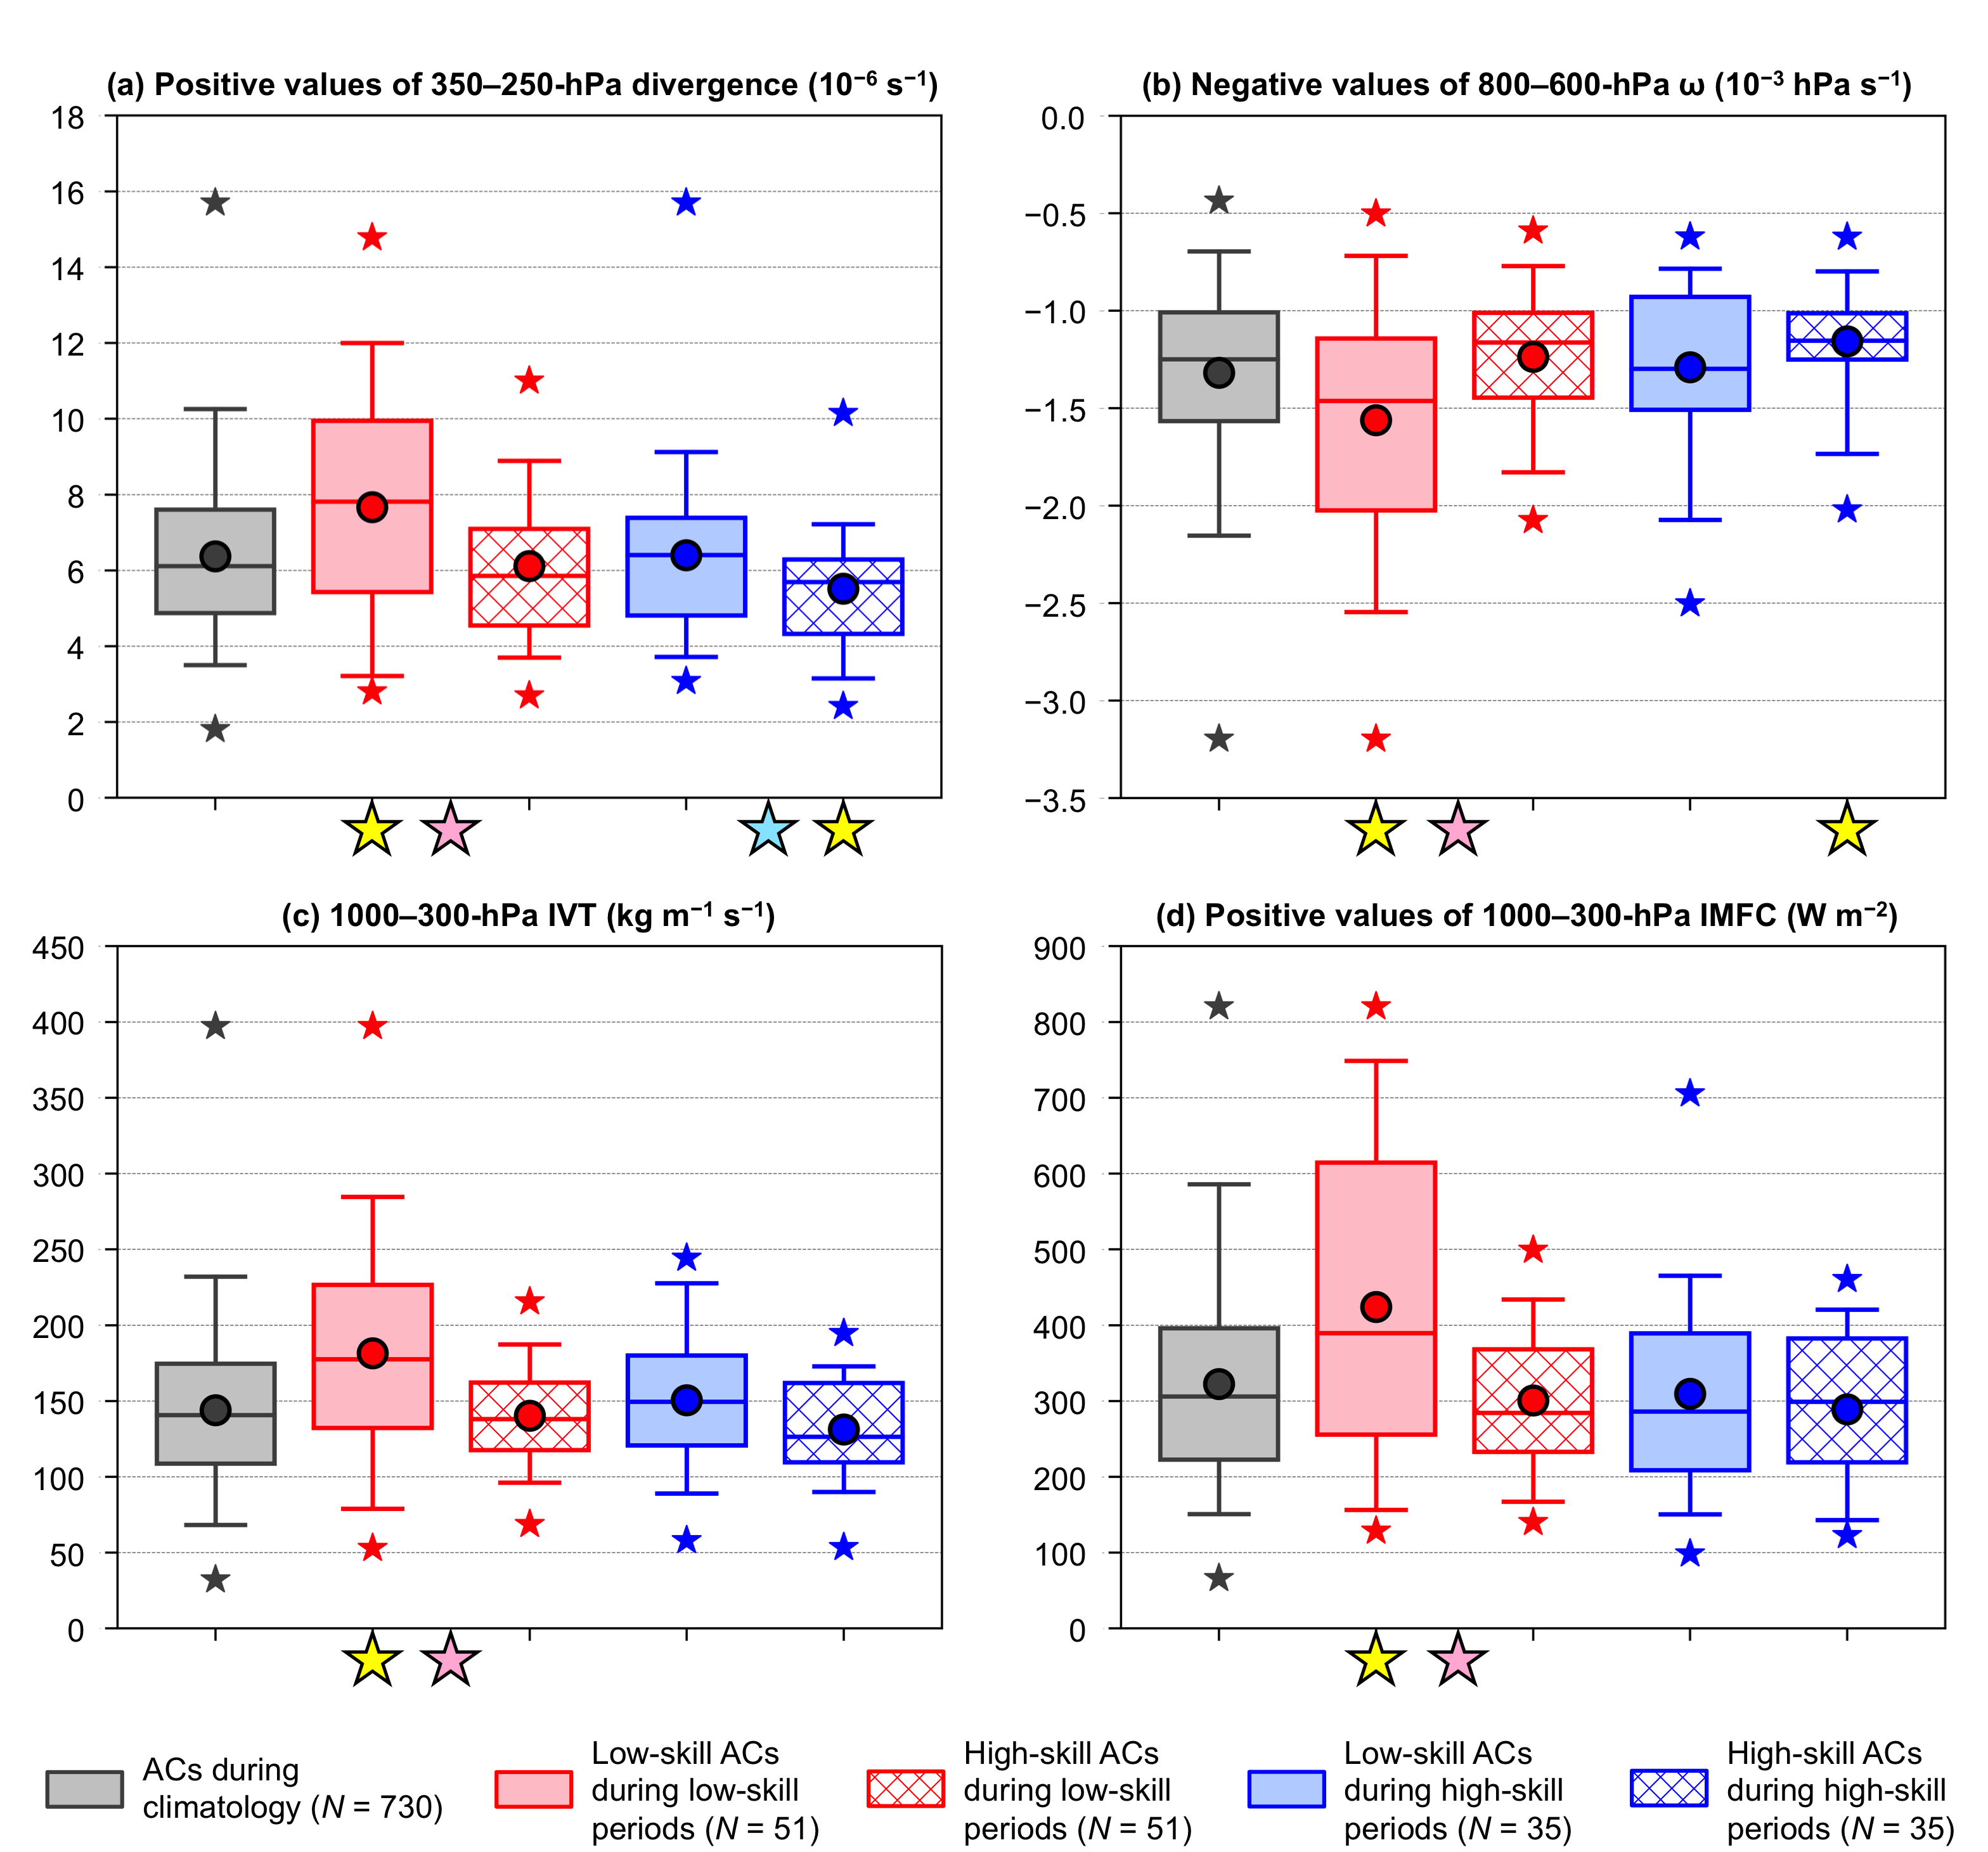 (a) Positive values of 350–250-hPa divergence (10⁻⁶ s⁻¹)
18
16
14
12
10
8
6
4
2
0
(b) Negative values of 800–600-hPa ω (10⁻³ hPa s⁻¹)
0.0
−0.5
−1.0
−1.5
−2.0
−2.5
−3.0
−3.5
(c) 1000–300-hPa IVT (kg m⁻¹ s⁻¹)
450
400
350
300
250
200
150
100
50
0
(d) Positive values of 1000–300-hPa IMFC (W m⁻²)
900
800
700
600
500
400
300
200
100
0
ACs during
climatology (N = 730)
Low-skill ACs
during low-skill
periods (N = 51)
High-skill ACs
during low-skill
periods (N = 51)
Low-skill ACs
during high-skill
periods (N = 35)
High-skill ACs
during high-skill
periods (N = 35)